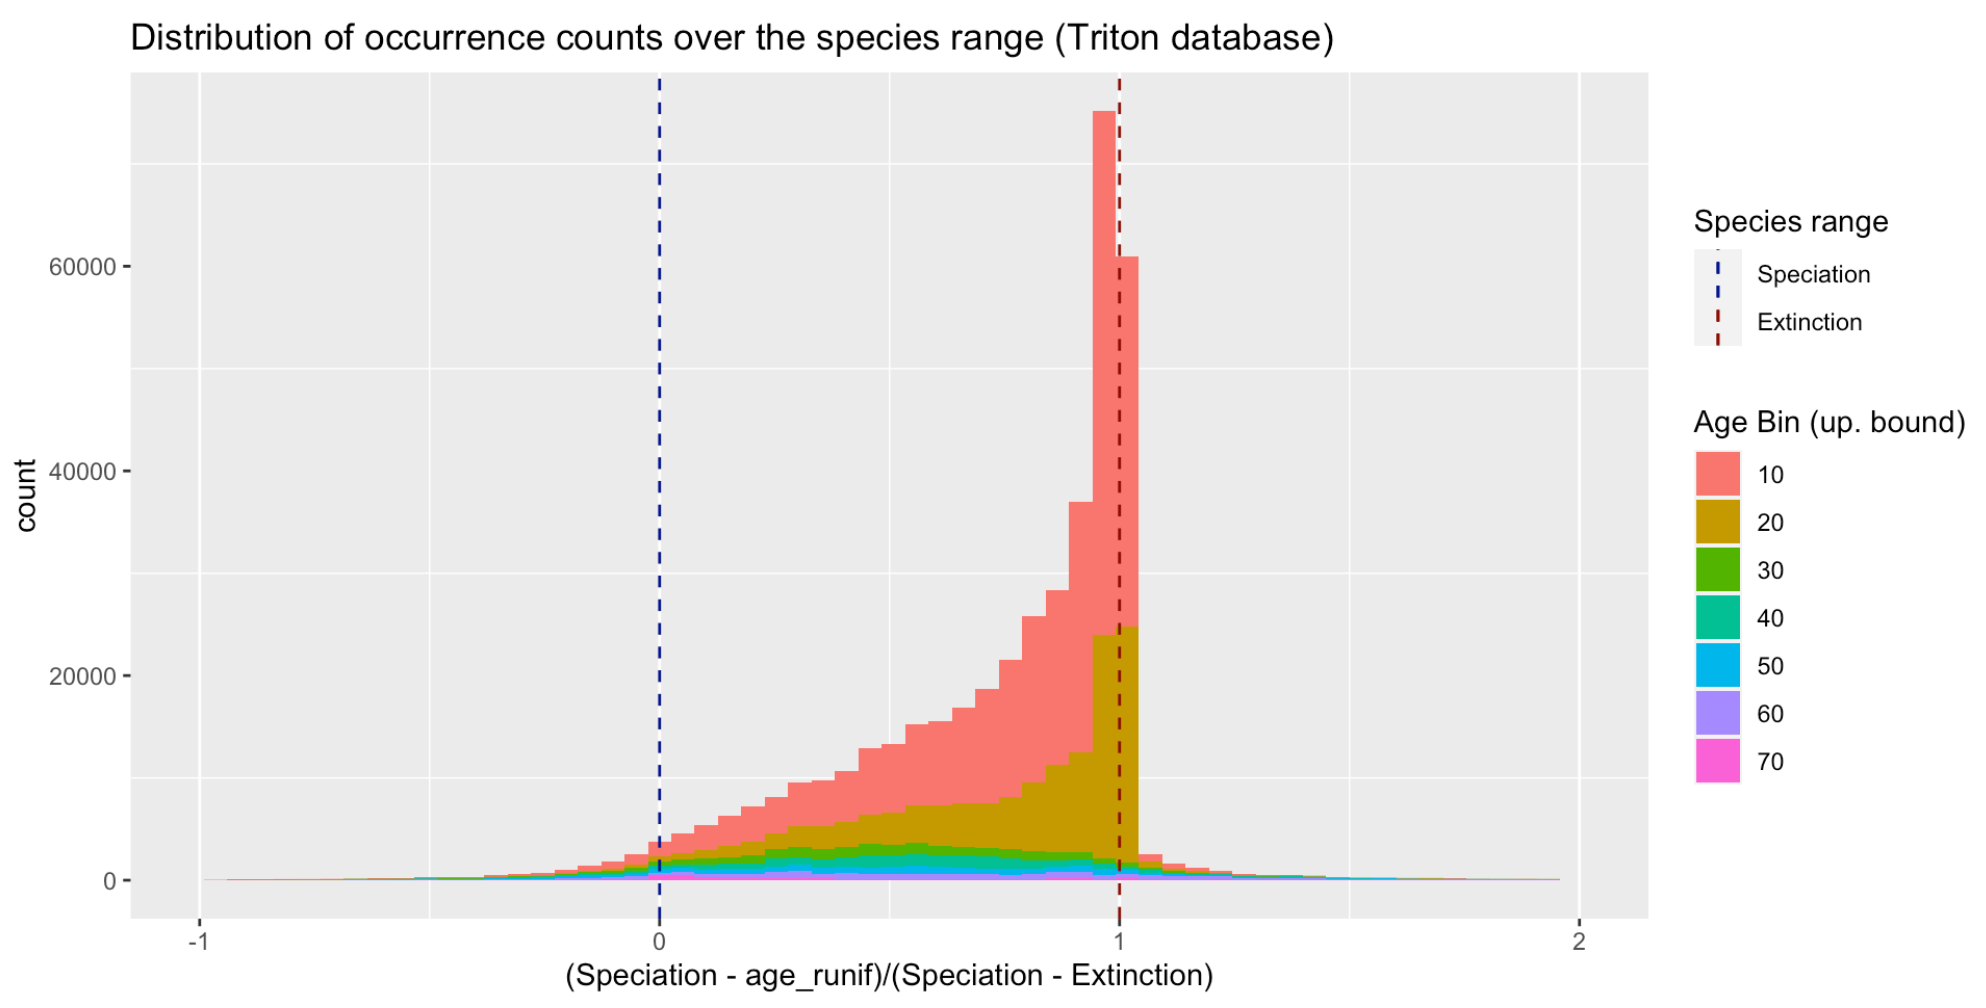 Distribution of occurrence counts over the species range (Triton database)
count
60000
40000
20000
0
-1
0
1
2
(Speciation - age_runif)/(Speciation - Extinction)
Species range
Speciation
Extinction
Age Bin (up. bound)
10
20
30
40
50
60
70